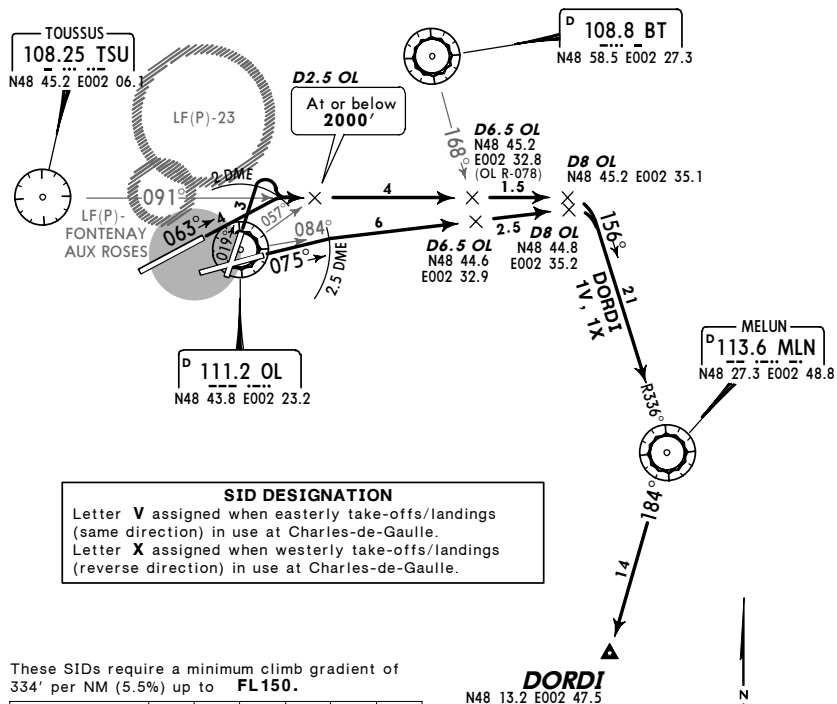 TOUSSUS
108.25 TSU
N48 45.2 E002 06.1
D 108.8 BT
N48 58.5 E002 27.3
LF(P)-23
D2.5 OL
At or below
2000'
168°
D6.5 OL
N48 45.2
E002 32.8
(OL R-078)
D8 OL
N48 45.2 E002 35.1
091°
2 DME
4
1.5
LF(P)-
FONTENAY
AUX ROSES
063° 4
3
057°
019°
084°
075°
6
2.5 DME
D6.5 OL
N48 44.6
E002 32.9
2.5
D8 OL
N48 44.8
E002 35.2
156°
21
DORDI
1V, 1X
D 111.2 OL
N48 43.8 E002 23.2
MELUN
D 113.6 MLN
N48 27.3 E002 48.8
R336°
184°
14
SID DESIGNATION
Letter V assigned when easterly take-offs/landings
(same direction) in use at Charles-de-Gaulle.
Letter X assigned when westerly take-offs/landings
(reverse direction) in use at Charles-de-Gaulle.
These SIDs require a minimum climb gradient of
334' per NM (5.5%) up to FL150.
DORDI
N48 13.2 E002 47.5
N